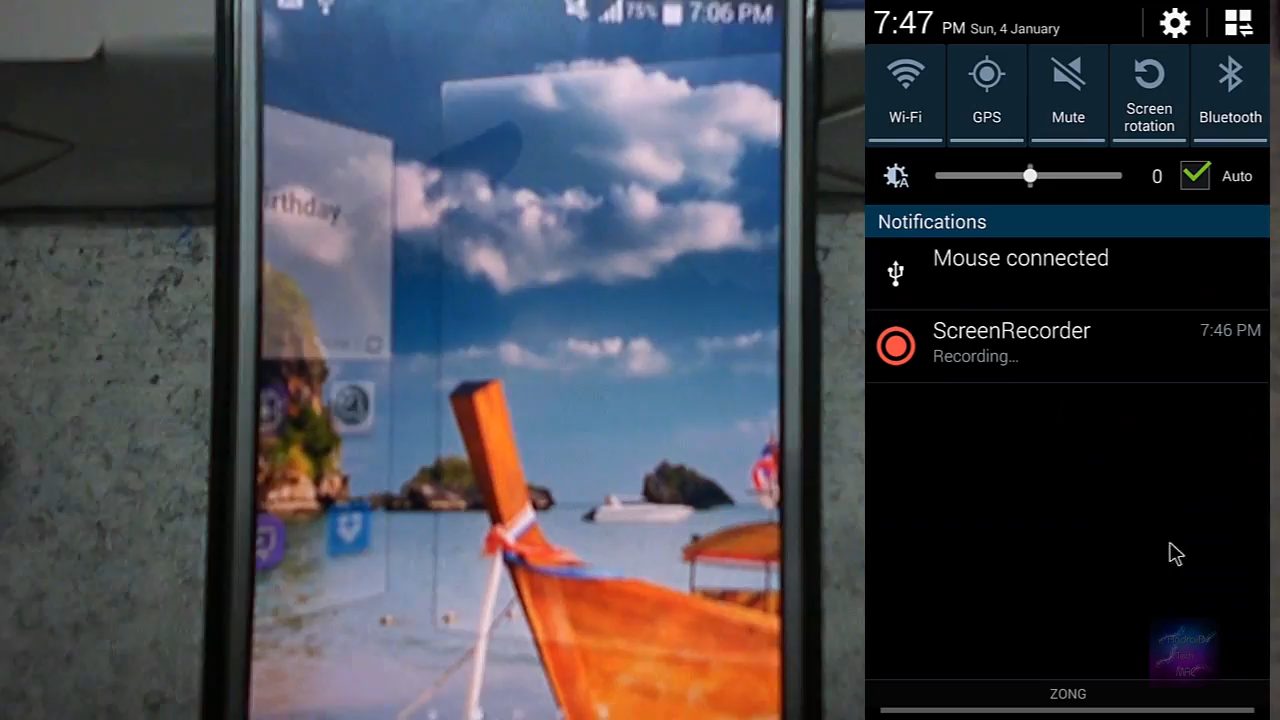 75% 7:06 PM
irthday
7:47 PM Sun, 4 January
Wi-Fi
GPS
Mute
Screen
rotation
Bluetooth
0
Auto
Notifications
Mouse connected
ScreenRecorder
7:46 PM
Recording...
ZONG